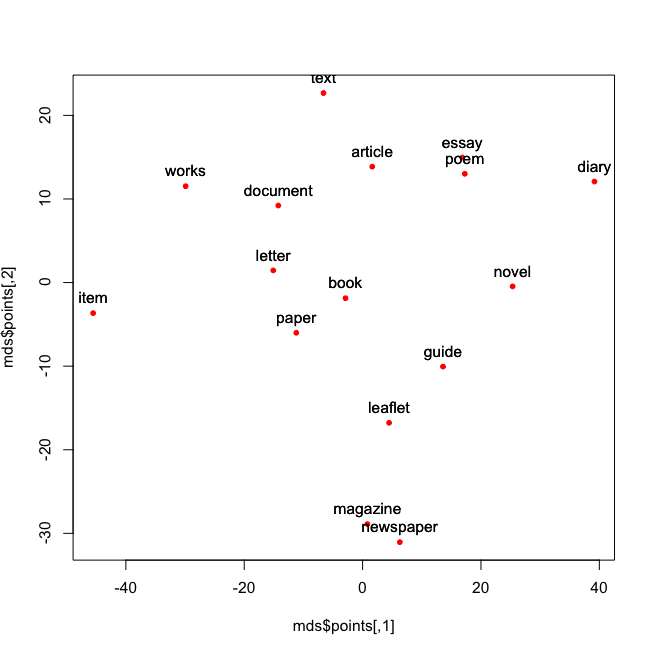 text
essay
article
poem
works
diary
document
letter
novel
book
item
paper
guide
leaflet
magazine
newspaper
20
10
0
-10
-20
-30
mds$points[,2]
-40 -20 0 20 40
mds$points[,1]